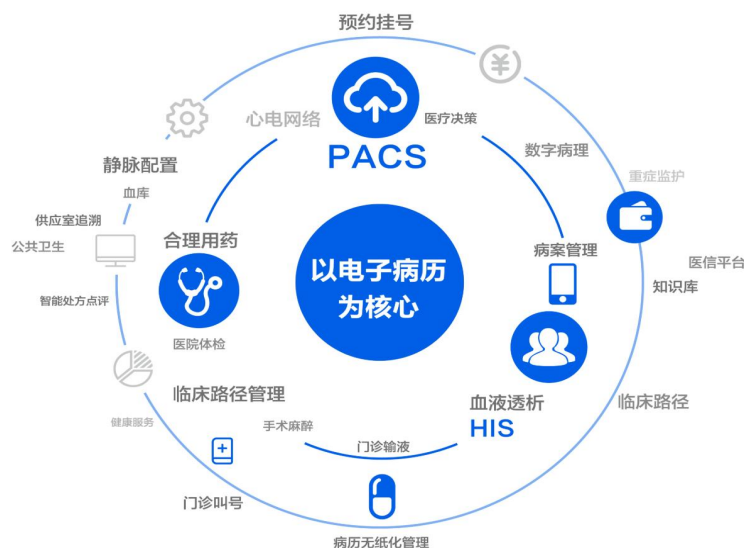 预约挂号
¥
心电网络
医疗决策
PACS
数字病理
静脉配置
重症监护
血库
供应室追溯
合理用药
病案管理
公共卫生
医信平台
以电子病历
为核心
知识库
智能处方点评
医院体检
临床路径管理
血液透析
临床路径
健康服务
手术麻醉
HIS
门诊输液
门诊叫号
病历无纸化管理